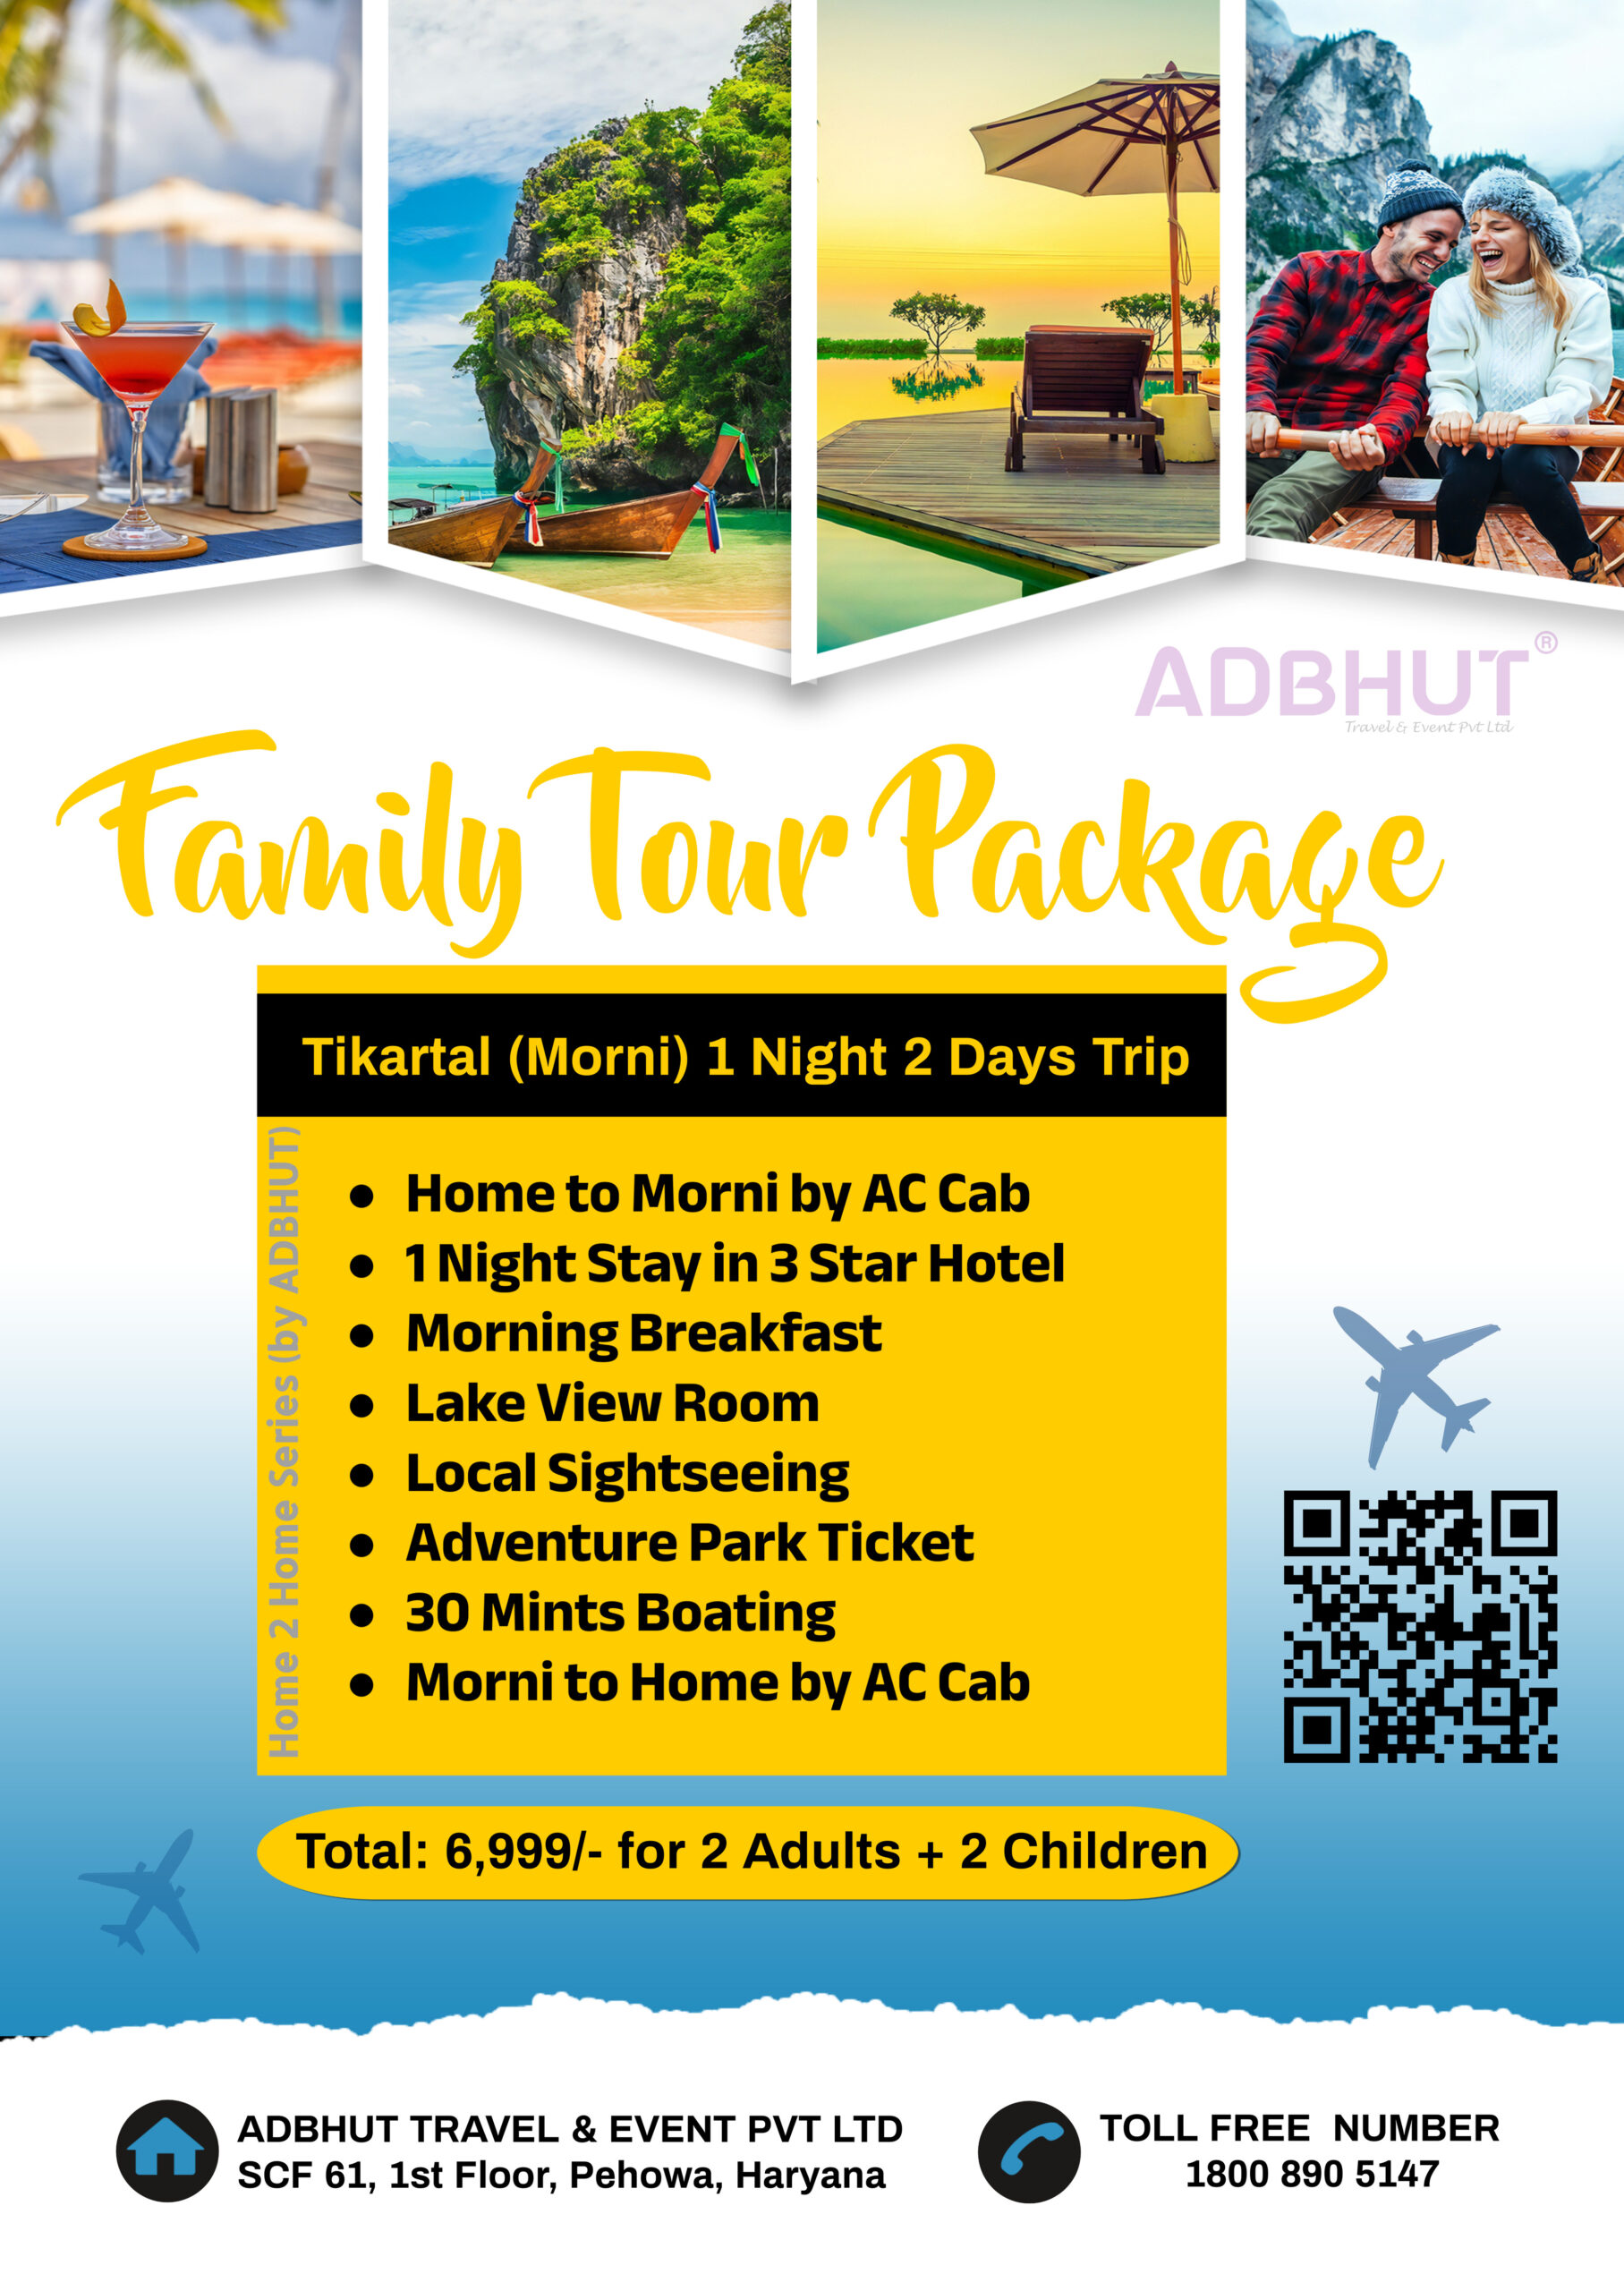 ADBHUT®
Travel & Event Pvt Ltd
Family Tour Package
Tikartal (Morni) 1 Night 2 Days Trip
Home 2 Home Series (by ADBHUT)
● Home to Morni by AC Cab
● 1 Night Stay in 3 Star Hotel
● Morning Breakfast
● Lake View Room
● Local Sightseeing
● Adventure Park Ticket
● 30 Mints Boating
● Morni to Home by AC Cab
Total: 6,999/- for 2 Adults + 2 Children
ADBHUT TRAVEL & EVENT PVT LTD
SCF 61, 1st Floor, Pehowa, Haryana
TOLL FREE NUMBER
1800 890 5147